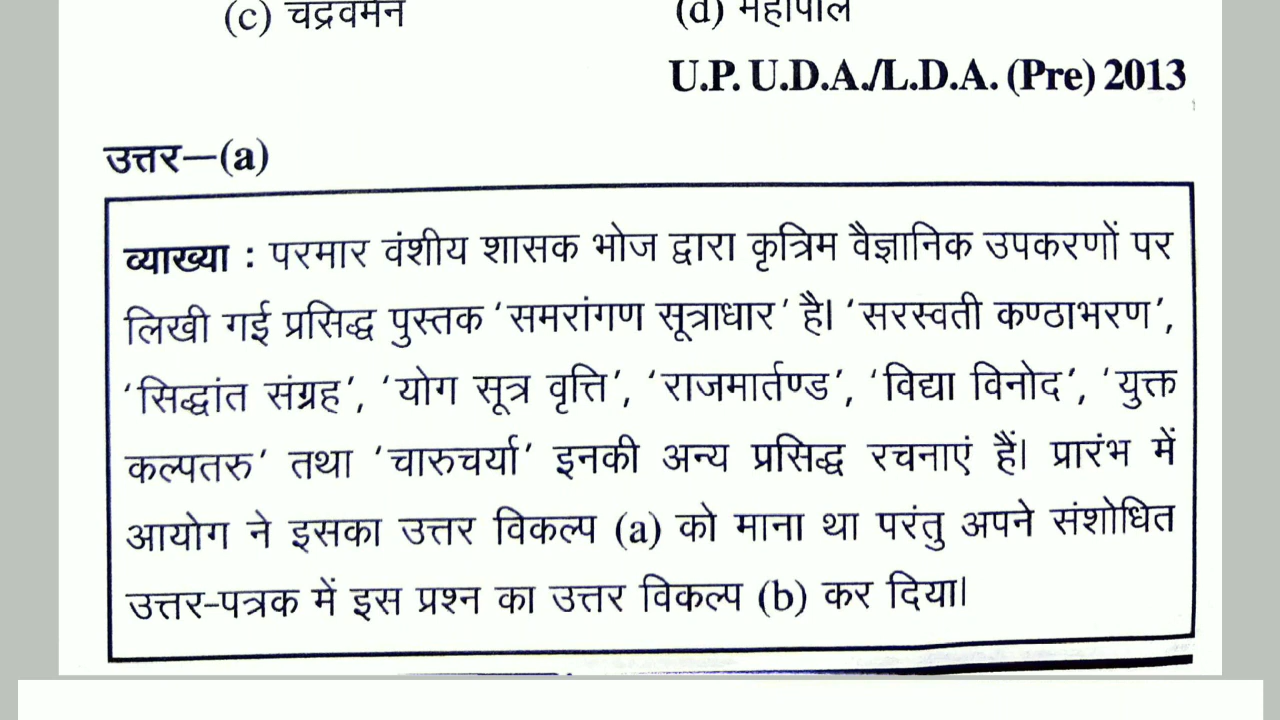 (c) चंद्रवर्मन (d) महीपाल
U.P. U.D.A./L.D.A. (Pre) 2013
उत्तर—(a)
व्याख्या : परमार वंशीय शासक भोज द्वारा कृत्रिम वैज्ञानिक उपकरणों पर
लिखी गई प्रसिद्ध पुस्तक ‘समरांगण सूत्राधार’ है। ‘सरस्वती कण्ठाभरण’,
‘सिद्धांत संग्रह’, ‘योग सूत्र वृत्ति’, ‘राजमार्तण्ड’, ‘विद्या विनोद’, ‘युक्त
कल्पतरु’ तथा ‘चारुचर्या’ इनकी अन्य प्रसिद्ध रचनाएं हैं। प्रारंभ में
आयोग ने इसका उत्तर विकल्प (a) को माना था परंतु अपने संशोधित
उत्तर-पत्रक में इस प्रश्न का उत्तर विकल्प (b) कर दिया।